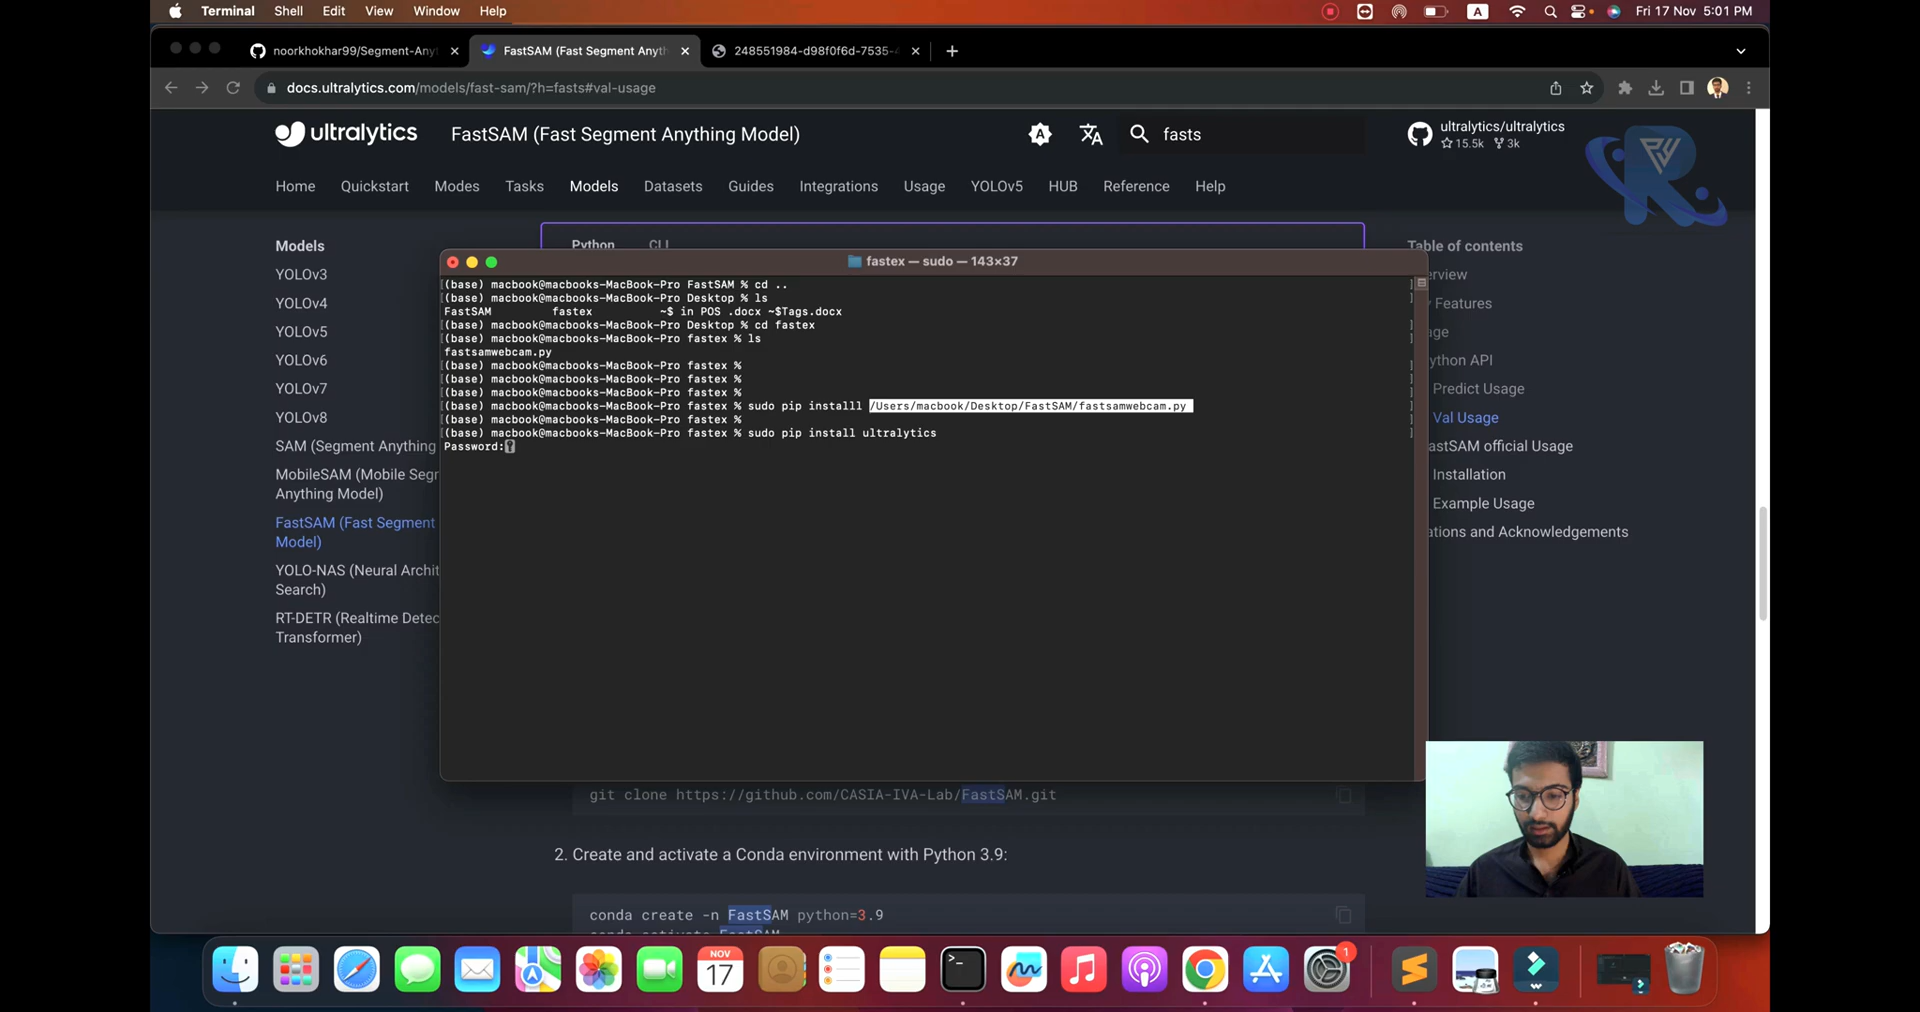 Terminal Shell Edit View Window Help A Fri 17 Nov 5:01 PM
noorkhokhar99/Segment-Any FastSAM (Fast Segment Anyth 248551984-d98f0f6d-7535-
docs.ultralytics.com/models/fast-sam/?h=fasts#val-usage
ultralytics FastSAM (Fast Segment Anything Model) A fasts ultralytics/ultralytics
15.5k 3k
Home Quickstart Modes Tasks Models Datasets Guides Integrations Usage YOLOv5 HUB Reference Help
Models
YOLOv3
YOLOv4
YOLOv5
YOLOv6
YOLOv7
YOLOv8
SAM (Segment Anything
MobileSAM (Mobile Segr
Anything Model)
FastSAM (Fast Segment
Model)
YOLO-NAS (Neural Archit
Search)
RT-DETR (Realtime Detec
Transformer)
Python CLI
fastex — sudo — 143×37
(base) macbook@macbooks-MacBook-Pro FastSAM % cd ..
(base) macbook@macbooks-MacBook-Pro Desktop % ls
FastSAM fastex ~$ in POS .docx ~$Tags.docx
(base) macbook@macbooks-MacBook-Pro Desktop % cd fastex
(base) macbook@macbooks-MacBook-Pro fastex % ls
fastsamwebcam.py
(base) macbook@macbooks-MacBook-Pro fastex %
(base) macbook@macbooks-MacBook-Pro fastex %
(base) macbook@macbooks-MacBook-Pro fastex %
(base) macbook@macbooks-MacBook-Pro fastex % sudo pip installl /Users/macbook/Desktop/FastSAM/fastsamwebcam.py
(base) macbook@macbooks-MacBook-Pro fastex %
(base) macbook@macbooks-MacBook-Pro fastex % sudo pip install ultralytics
Password:
Table of contents
erview
y Features
age
ython API
Predict Usage
Val Usage
astSAM official Usage
Installation
Example Usage
ations and Acknowledgements
git clone https://github.com/CASIA-IVA-Lab/FastSAM.git
2. Create and activate a Conda environment with Python 3.9:
conda create -n FastSAM python=3.9
conda activate FastSAM
NOV
17
1